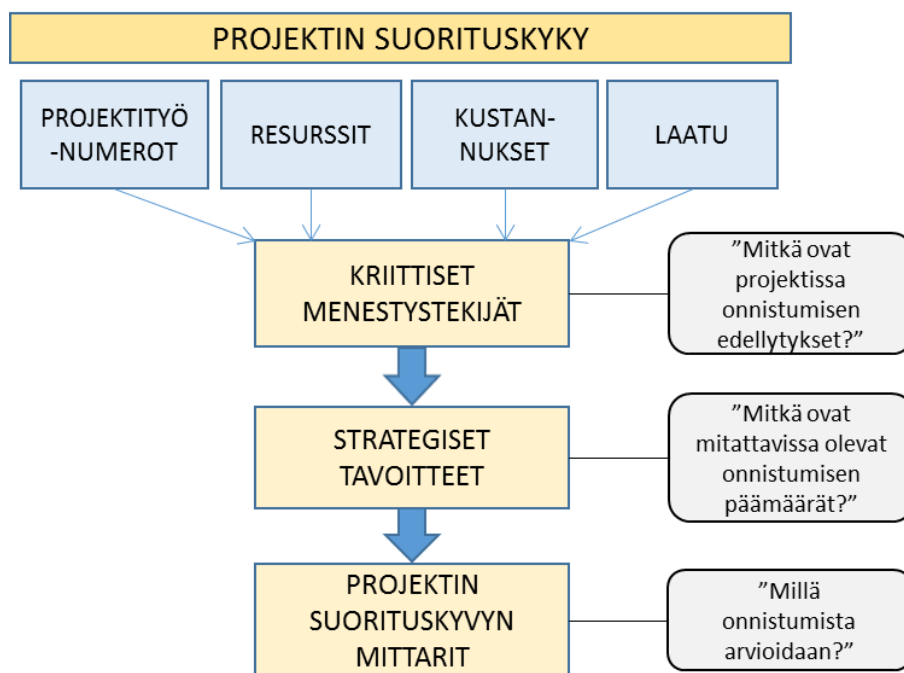 PROJEKTIN SUORITUSKYKY
PROJEKTITYÖ
-NUMEROT
RESURSSIT
KUSTAN-
NUKSET
LAATU
KRIITTISET
MENESTYSTEKIJÄT
”Mitkä ovat
projektissa
onnistumisen
edellytykset?”
STRATEGISET
TAVOITTEET
”Mitkä ovat
mitattavissa olevat
onnistumisen
päämäärät?”
PROJEKTIN
SUORITUSKYVYN
MITTARIT
”Millä
onnistumista
arvioidaan?”